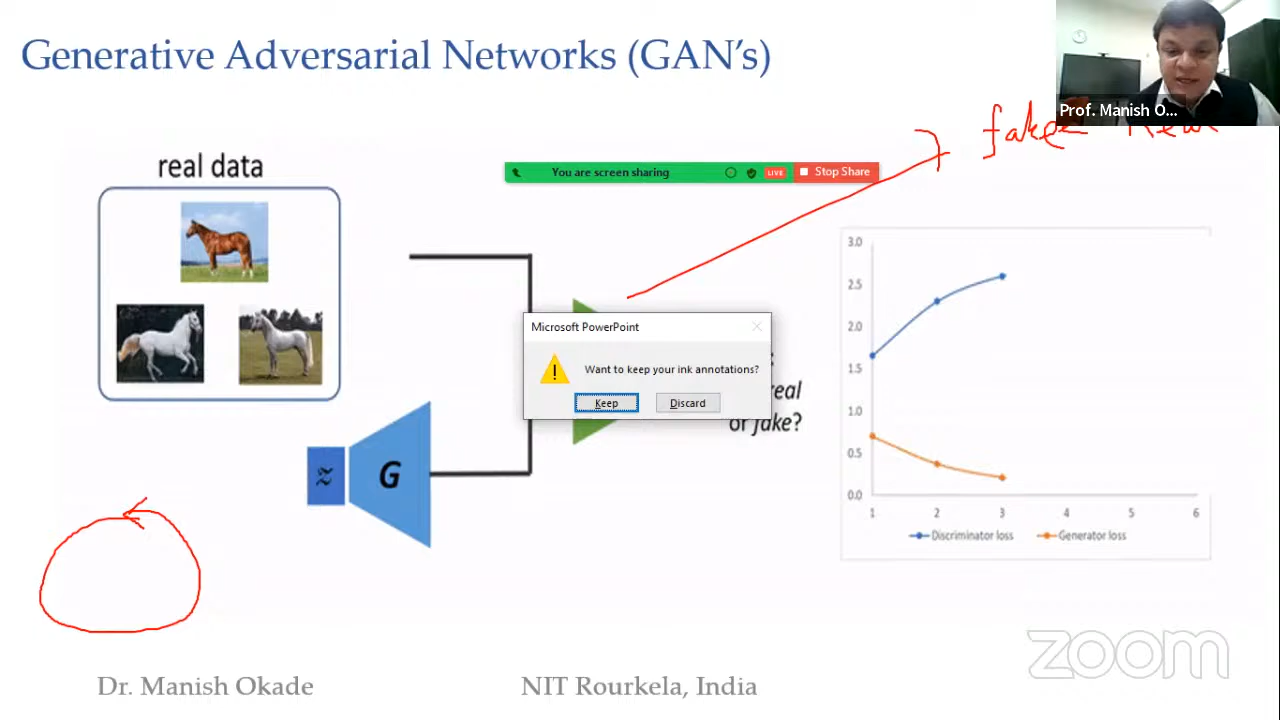 Generative Adversarial Networks (GAN's)
Prof. Manish O...
fake
real data
You are screen sharing
LIVE
Stop Share
Microsoft PowerPoint
Want to keep your ink annotations?
Keep
Discard
real
or fake?
z
G
3.0
2.5
2.0
1.5
1.0
0.5
0.0
1 2 3 4 5 6
Discriminator loss Generator loss
zoom
Dr. Manish Okade
NIT Rourkela, India